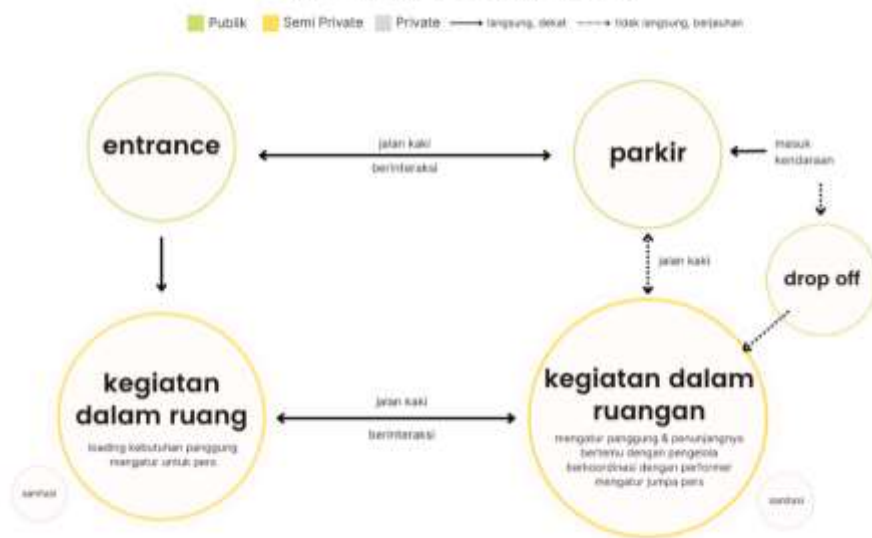 Publik Semi Private Private langsung, dekat tidak langsung, berjauhan
entrance
jalan kaki
berinteraksi
parkir
masuk
kendaraan
jalan kaki
drop off
kegiatan
dalam ruang
loading kebutuhan panggung
mengatur untuk pers
jalan kaki
berinteraksi
kegiatan dalam
ruangan
mengatur panggung & penunjangnya
bertemu dengan pengelola
berkoordinasi dengan performer
mengatur jumpa pers
sanitasi
sanitasi